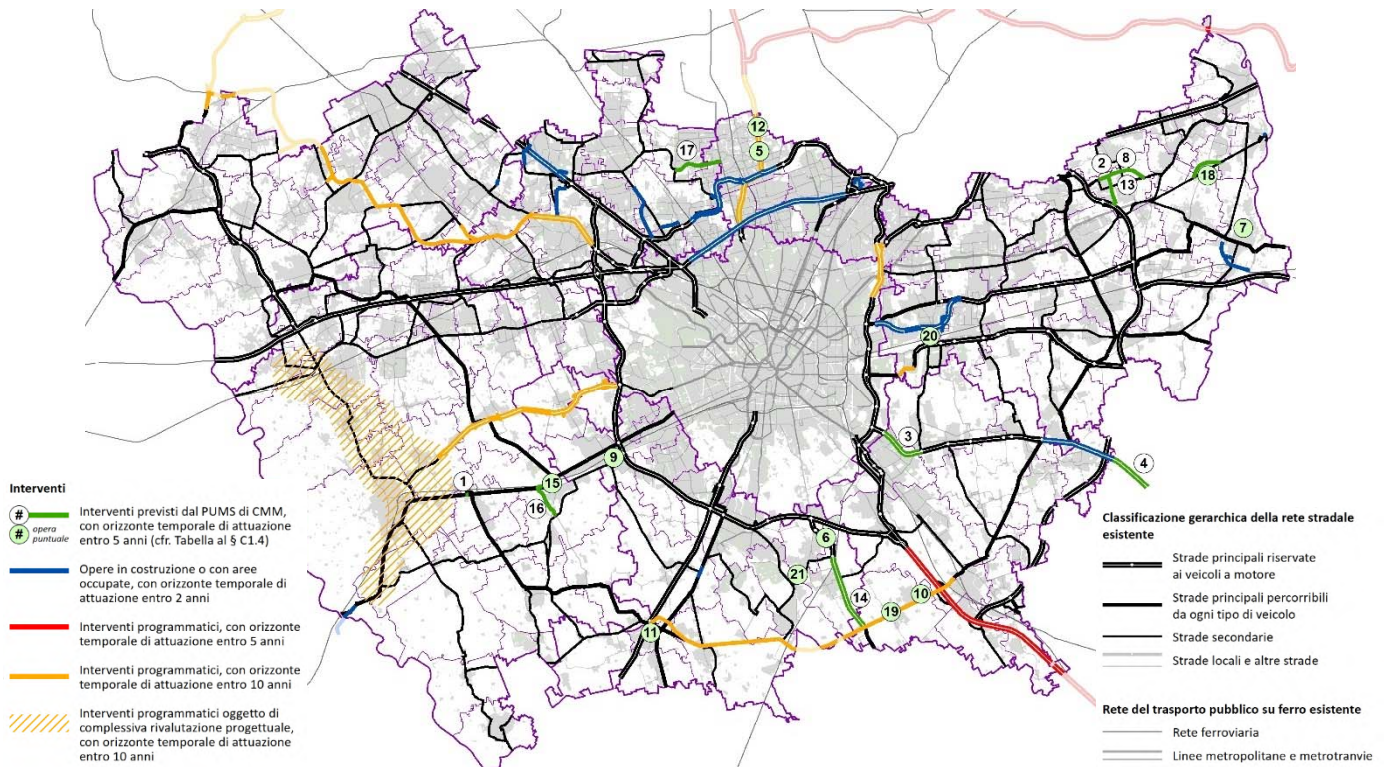 12
5
17
2
8
13
18
7
20
3
4
1
15
16
9
6
21
14
19
10
11
Interventi
#
Interventi previsti dal PUMS di CMM,
con orizzonte temporale di attuazione
entro 5 anni (cfr. Tabella al § C1.4)
# opera
puntuale
Opere in costruzione o con aree
occupate, con orizzonte temporale di
attuazione entro 2 anni
Interventi programmatici, con orizzonte
temporale di attuazione entro 5 anni
Interventi programmatici, con orizzonte
temporale di attuazione entro 10 anni
Interventi programmatici oggetto di
complessiva rivalutazione progettuale,
con orizzonte temporale di attuazione
entro 10 anni
Classificazione gerarchica della rete stradale
esistente
Strade principali riservate
ai veicoli a motore
Strade principali percorribili
da ogni tipo di veicolo
Strade secondarie
Strade locali e altre strade
Rete del trasporto pubblico su ferro esistente
Rete ferroviaria
Linee metropolitane e metrotranvie